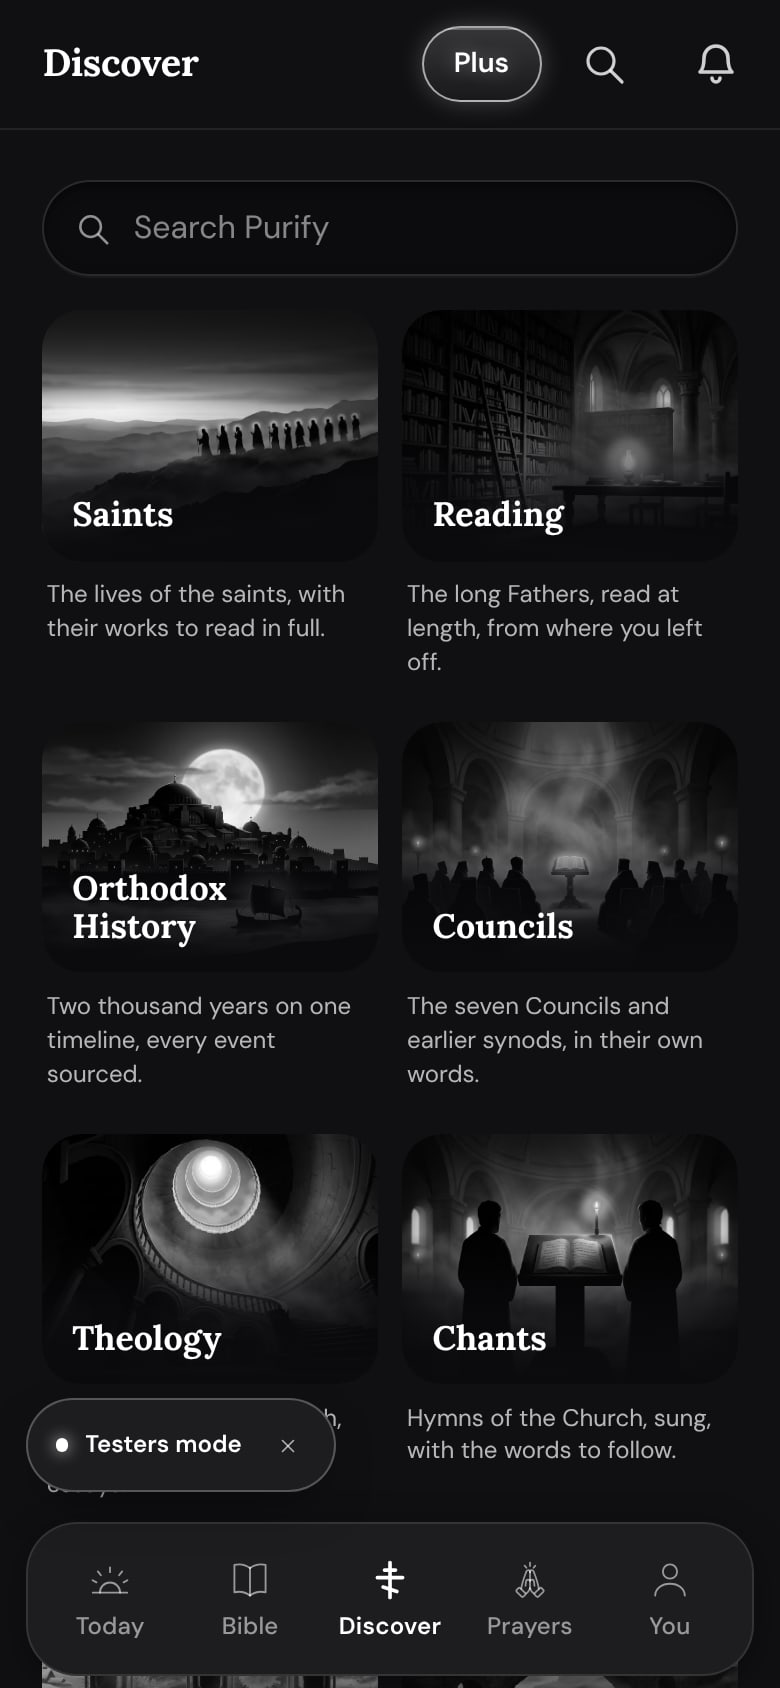 Discover
Plus
Search Purify
Saints
Reading
The lives of the saints, with
their works to read in full.
The long Fathers, read at
length, from where you left
off.
Orthodox
History
Councils
Two thousand years on one
timeline, every event
sourced.
The seven Councils and
earlier synods, in their own
words.
Theology
Chants
Hymns of the Church, sung,
with the words to follow.
Testers mode
Today
Bible
Discover
Prayers
You